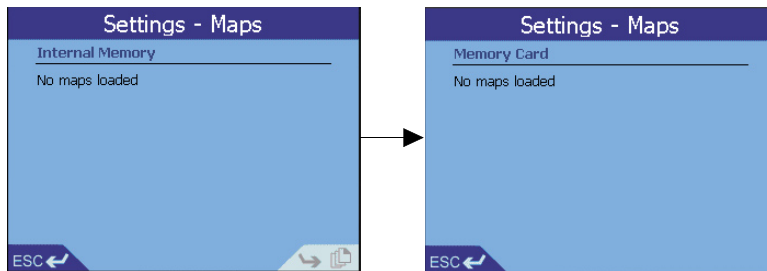 Settings - Maps
Internal Memory
No maps loaded
ESC
Settings - Maps
Memory Card
No maps loaded
ESC